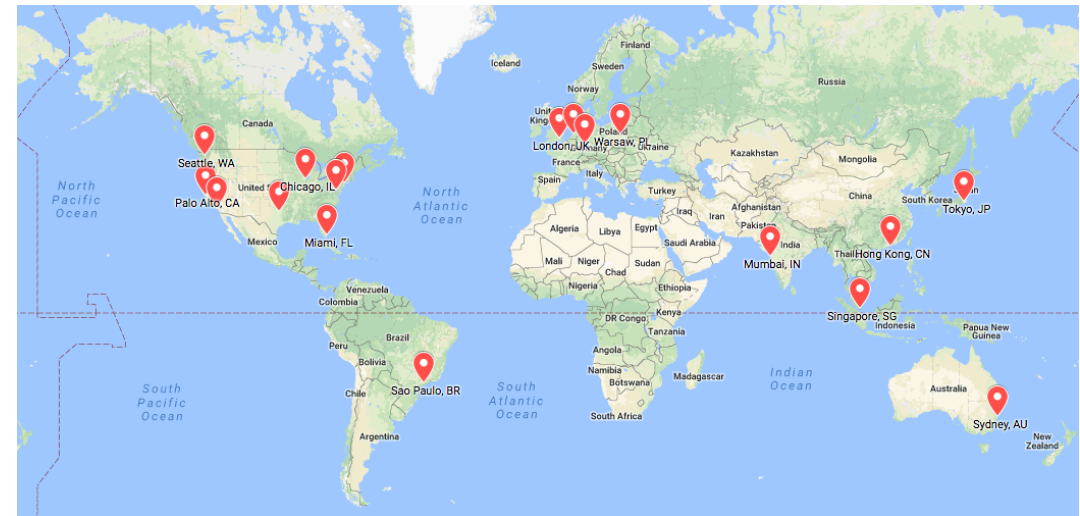 Iceland
Finland
Sweden
Norway
Russia
Canada
London, UK
Warsaw, PL
Ukraine
Kazakhstan
Mongolia
Seattle, WA
Chicago, IL
France
Italy
Spain
Turkey
North
Pacific
Ocean
Palo Alto, CA
North
Atlantic
Ocean
China
South Korea
Tokyo, JP
Afghanistan
Iraq
Iran
Pakistan
Algeria
Libya
Egypt
Saudi Arabia
Mexico
Miami, FL
India
Mumbai, IN
Hong Kong, CN
Mali
Niger
Chad
Sudan
Nigeria
Ethiopia
Venezuela
Colombia
DR Congo
Kenya
Tanzania
Singapore, SG
Indonesia
Papua New
Guinea
Peru
Brazil
Bolivia
Angola
Namibia
Botswana
Madagascar
Indian
Ocean
Sao Paulo, BR
Chile
South
Pacific
Ocean
South
Atlantic
Ocean
South Africa
Australia
Sydney, AU
Argentina
New
Zealand